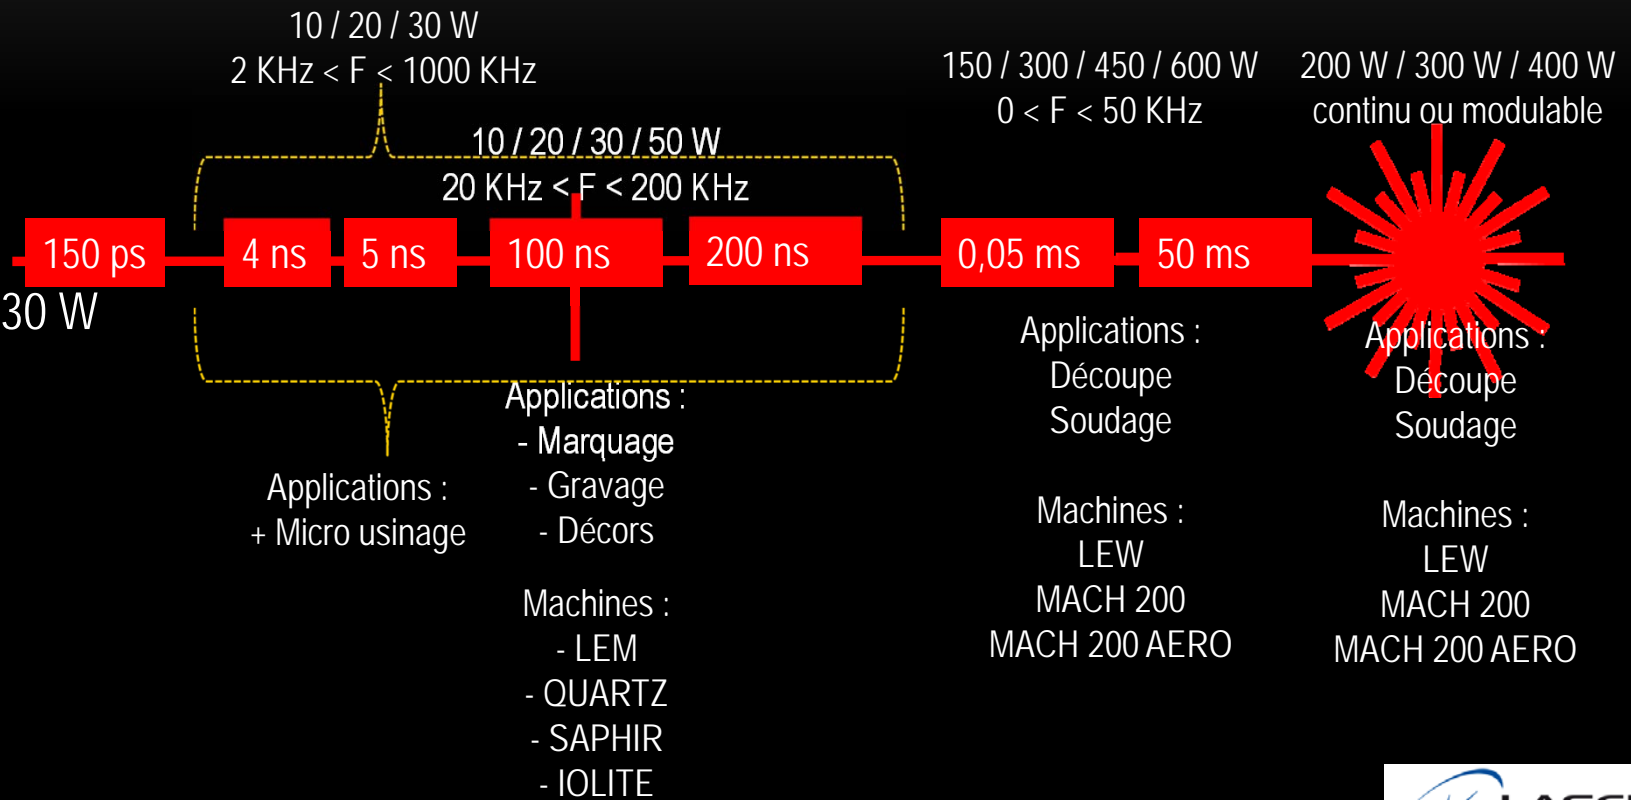 10 / 20 / 30 W
2 KHz < F < 1000 KHz
10 / 20 / 30 / 50 W
20 KHz < F < 200 KHz
150 / 300 / 450 / 600 W
0 < F < 50 KHz
200 W / 300 W / 400 W
continu ou modulable
150 ps
4 ns
5 ns
100 ns
200 ns
0,05 ms
50 ms
30 W
Applications :
+ Micro usinage
Applications :
- Marquage
- Gravage
- Décors
Machines :
- LEM
- QUARTZ
- SAPHIR
- IOLITE
Applications :
Découpe
Soudage
Machines :
LEW
MACH 200
MACH 200 AERO
Applications :
Découpe
Soudage
Machines :
LEW
MACH 200
MACH 200 AERO